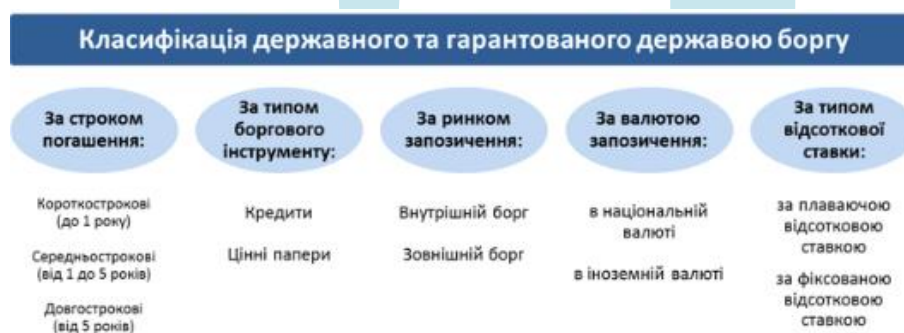 Класифікація державного та гарантованого державою боргу
За строком
погашення:
Короткострокові
(до 1 року)
Середньострокові
(від 1 до 5 років)
Довгострокові
(від 5 років)
За типом
боргового
інструменту:
Кредити
Цінні папери
За ринком
запозичення:
Внутрішній борг
Зовнішній борг
За валютою
запозичення:
в національній
валюті
в іноземній валюті
За типом
відсоткової
ставки:
за плаваючою
відсотковою
ставкою
за фіксованою
відсотковою
ставкою